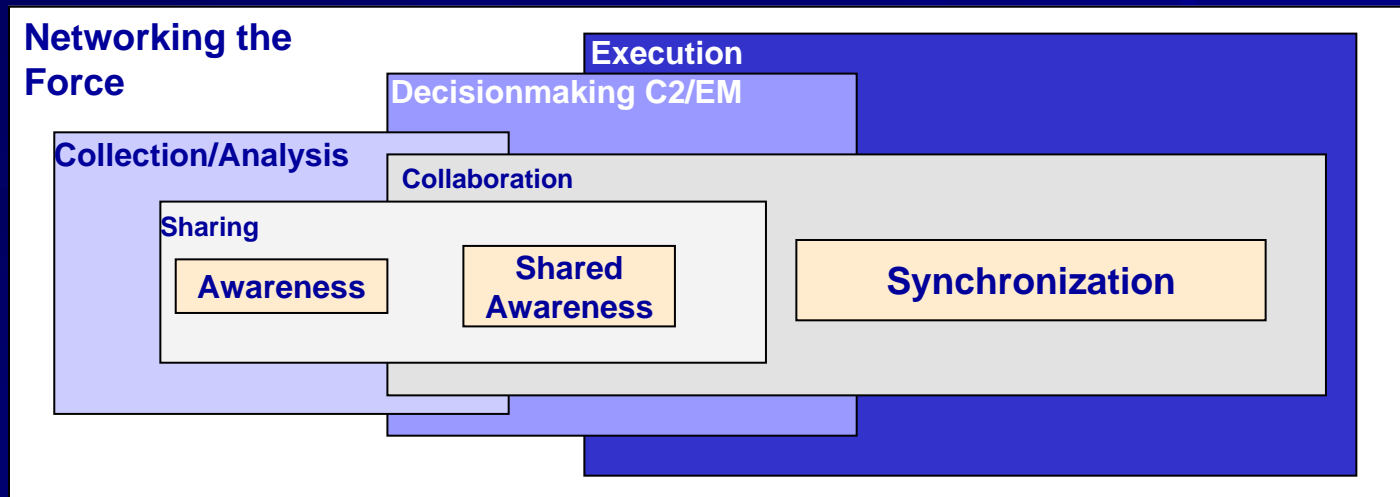 Networking the
Force
Execution
Decisionmaking C2/EM
Collection/Analysis
Collaboration
Sharing
Awareness
Shared
Awareness
Synchronization